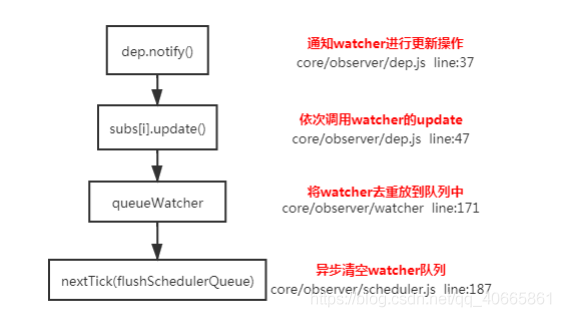 dep.notify()
通知watcher进行更新操作
core/observer/dep.js line:37
subs[i].update()
依次调用watcher的update
core/observer/dep.js line:47
queueWatcher
将watcher去重放到队列中
core/observer/watcher line:171
nextTick(flushSchedulerQueue)
异步清空watcher队列
core/observer/scheduler.js line:187
https://blog.csdn.net/qq_40665861